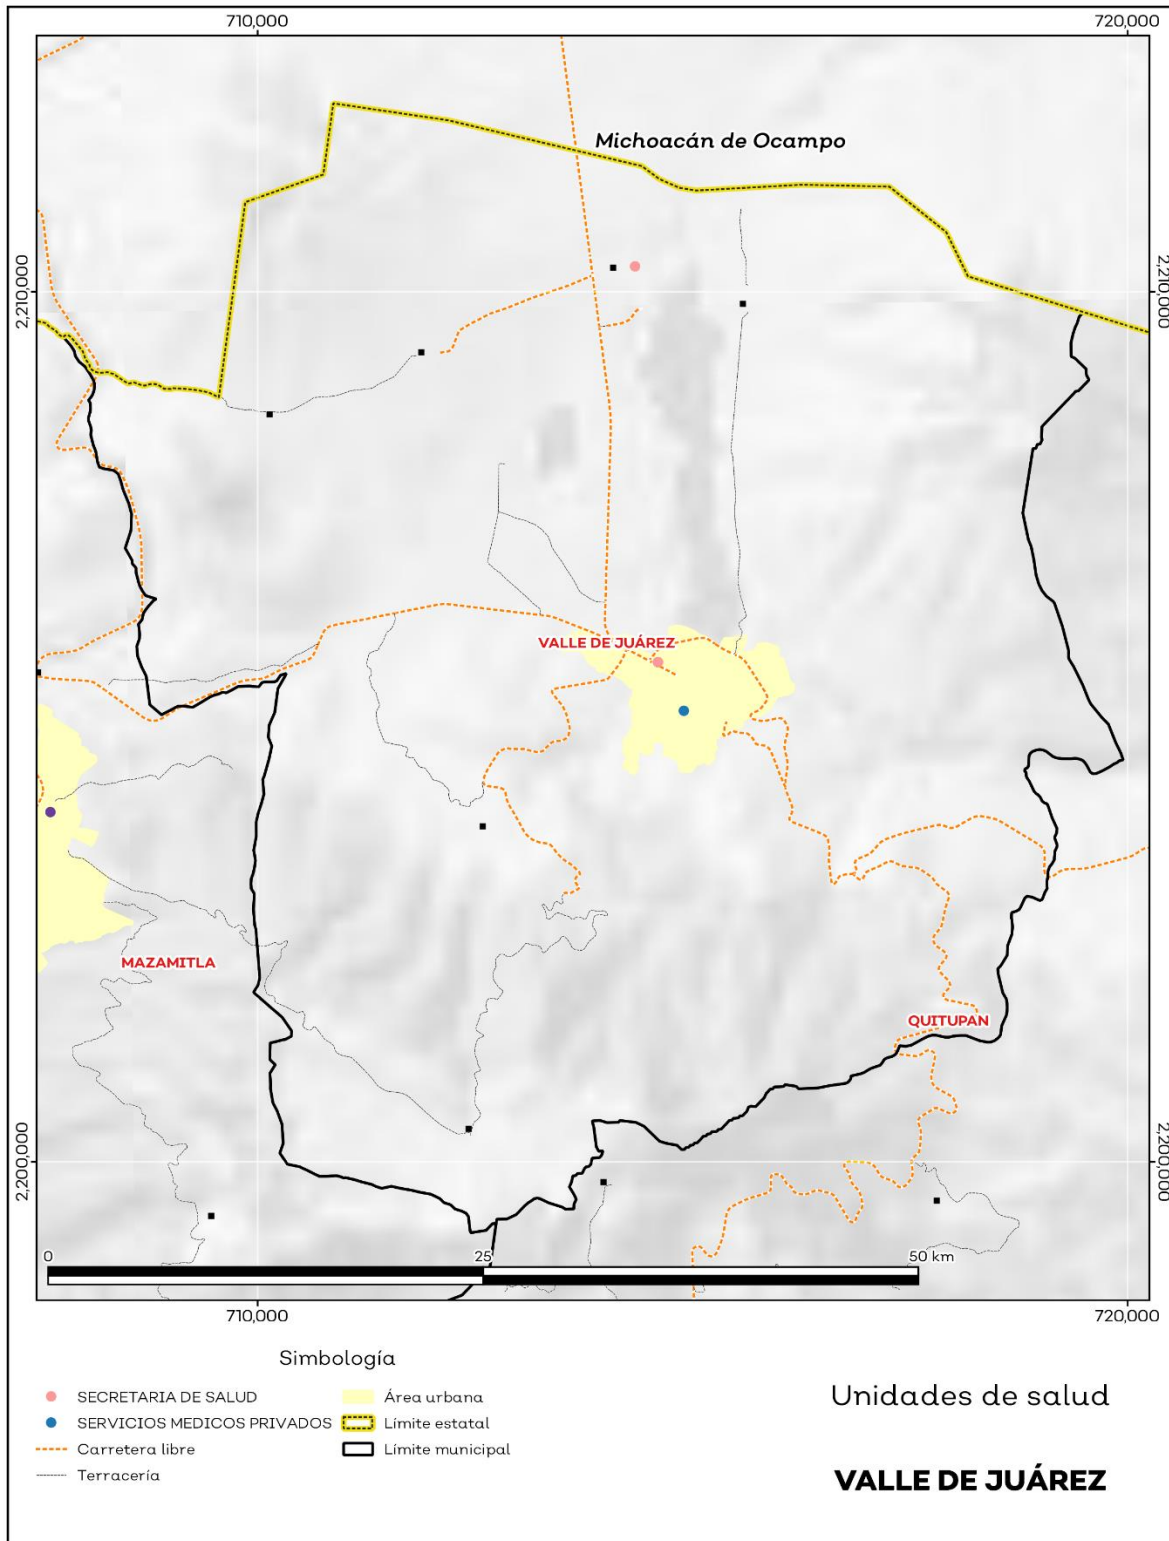 710,000
720,000
Michoacán de Ocampo
2,210,000
2,210,000
VALLE DE JUÁREZ
MAZAMITLA
QUITUPAN
2,200,000
2,200,000
0
25
50 km
710,000
720,000
Simbología
SECRETARIA DE SALUD
SERVICIOS MEDICOS PRIVADOS
Carretera libre
Terracería
Área urbana
Límite estatal
Límite municipal
Unidades de salud
VALLE DE JUÁREZ